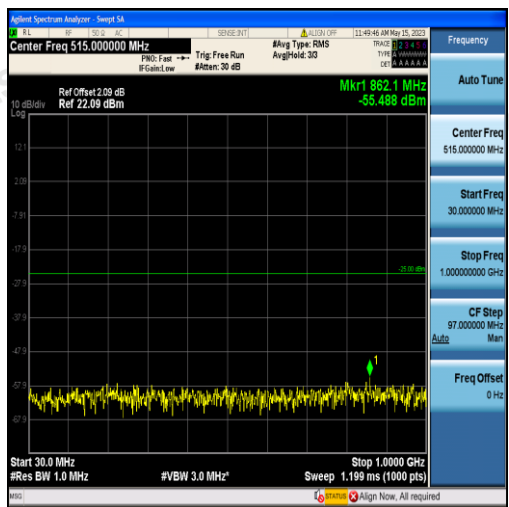 Agilent Spectrum Analyzer - Swept SA
RL RF 50 Ω AC SENSE:INT ALIGN OFF 11:49:46 AM May 15, 2023
Center Freq 515.000000 MHz
PNO: Fast
IFGain:Low
Trig: Free Run
#Atten: 30 dB
#Avg Type: RMS
Avg|Hold: 3/3
TRACE 1 2 3 4 5 6
TYPE A
DET A A A A A A
Mkr1 862.1 MHz
-55.488 dBm
Ref Offset 2.09 dB
10 dB/div Ref 22.09 dBm
Log
12.1
2.09
-7.91
-17.9
-25.00 dBm
-27.9
-37.9
-47.9
1
-57.9
-67.9
Start 30.0 MHz Stop 1.0000 GHz
#Res BW 1.0 MHz #VBW 3.0 MHz* Sweep 1.199 ms (1000 pts)
MSG STATUS Align Now, All required
Frequency
Auto Tune
Center Freq
515.000000 MHz
Start Freq
30.000000 MHz
Stop Freq
1.000000000 GHz
CF Step
97.000000 MHz
Auto Man
Freq Offset
0 Hz